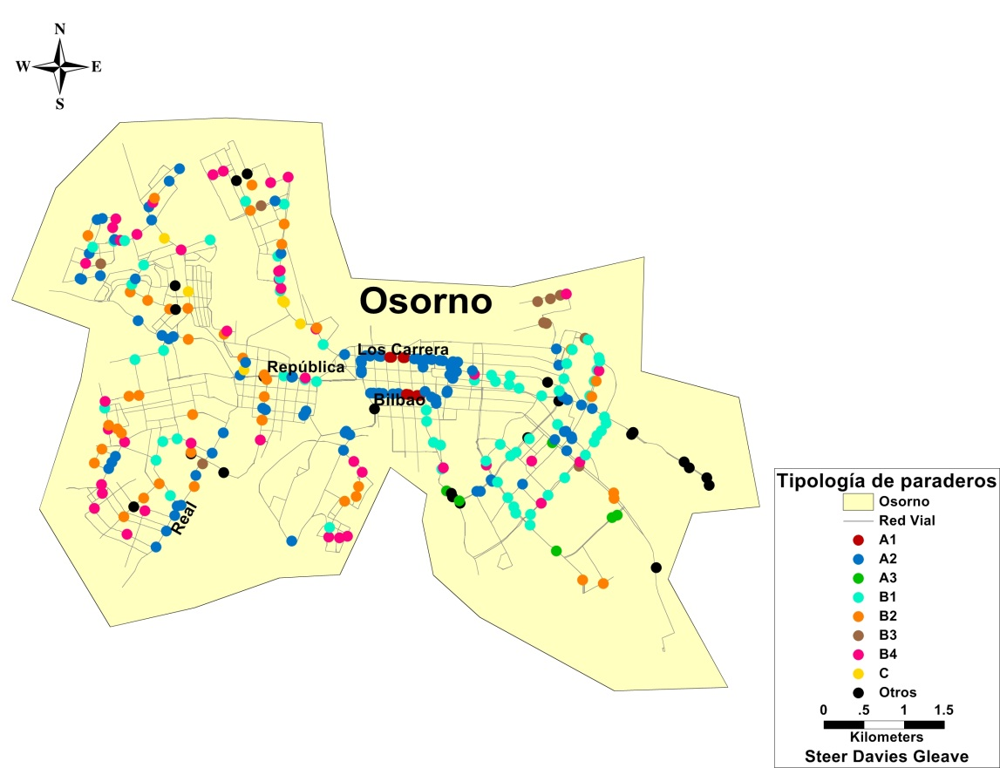 N
W E
S
Osorno
Los Carrera
República
Bilbao
Real
Tipología de paraderos
Osorno
Red Vial
A1
A2
A3
B1
B2
B3
B4
C
Otros
0 .5 1 1.5
Kilometers
Steer Davies Gleave